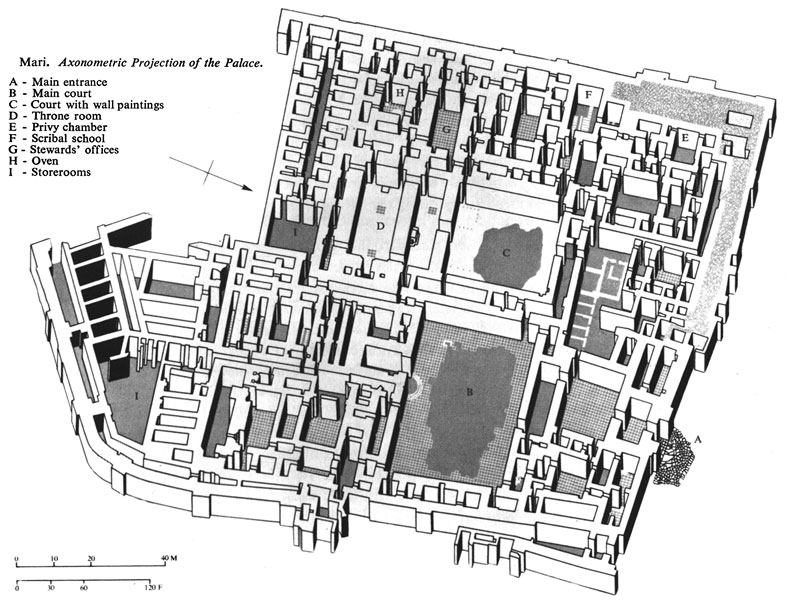 Mari. Axonometric Projection of the Palace.
A - Main entrance
B - Main court
C - Court with wall paintings
D - Throne room
E - Privy chamber
F - Scribal school
G - Stewards' offices
H - Oven
I - Storerooms
F
H
G
E
D
I
C
I
B
A
0 10 20 40 M
0 30 60 120 F